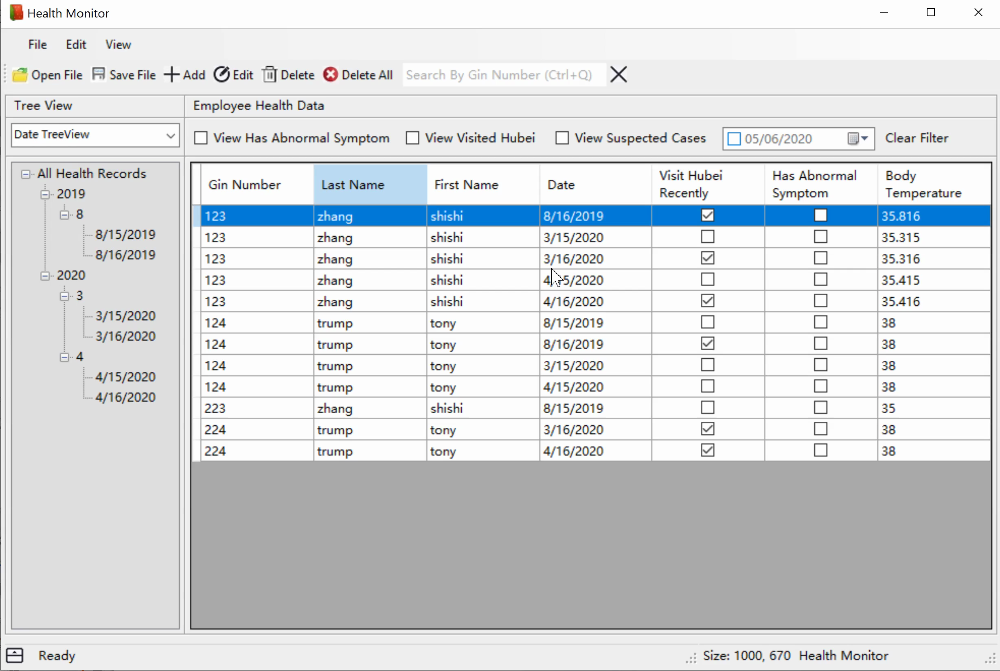 Health Monitor
File Edit View
Open File Save File Add Edit Delete Delete All Search By Gin Number (Ctrl+Q)
Tree View
Date TreeView
All Health Records
2019
8
8/15/2019
8/16/2019
2020
3
3/15/2020
3/16/2020
4
4/15/2020
4/16/2020
Employee Health Data
View Has Abnormal Symptom View Visited Hubei View Suspected Cases 05/06/2020 Clear Filter
Gin Number Last Name First Name Date Visit Hubei Recently Has Abnormal Symptom Body Temperature
123 zhang shishi 8/16/2019 35.816
123 zhang shishi 3/15/2020 35.315
123 zhang shishi 3/16/2020 35.316
123 zhang shishi 4/15/2020 35.415
123 zhang shishi 4/16/2020 35.416
124 trump tony 8/15/2019 38
124 trump tony 8/16/2019 38
124 trump tony 3/15/2020 38
124 trump tony 4/15/2020 38
223 zhang shishi 8/15/2019 35
224 trump tony 3/16/2020 38
224 trump tony 4/16/2020 38
Ready Size: 1000, 670 Health Monitor